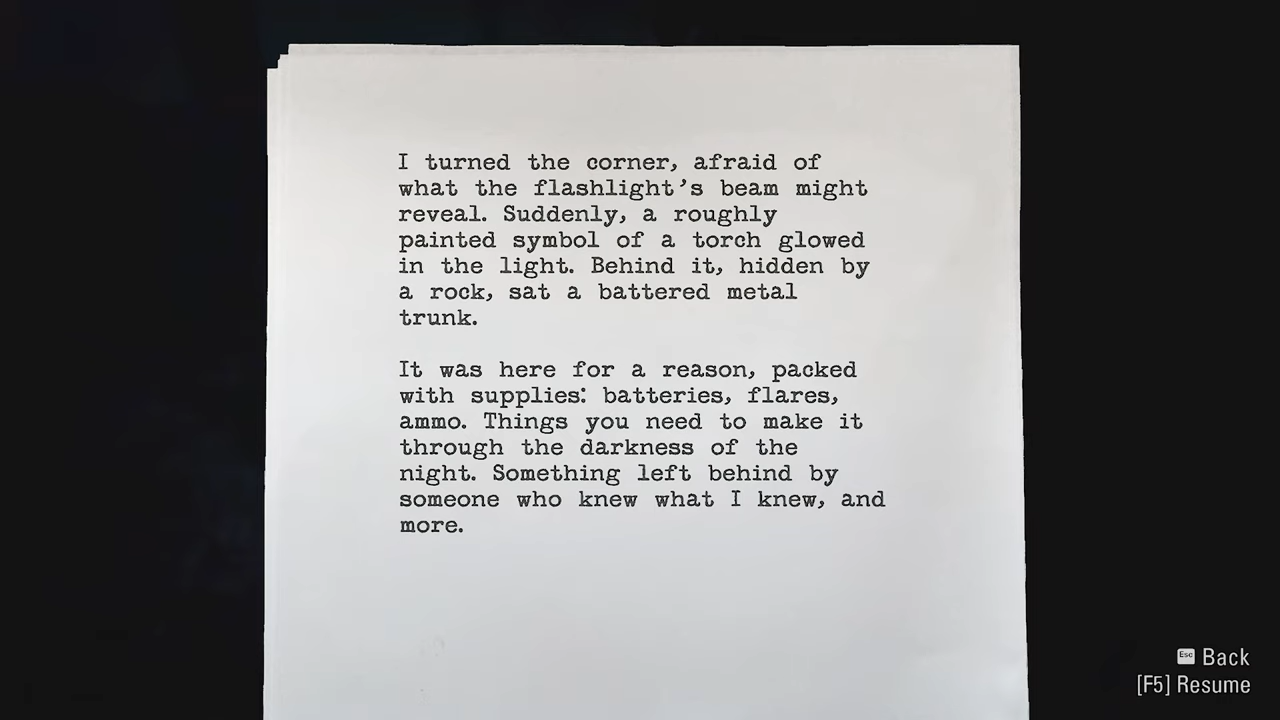 I turned the corner, afraid of
what the flashlight's beam might
reveal. Suddenly, a roughly
painted symbol of a torch glowed
in the light. Behind it, hidden by
a rock, sat a battered metal
trunk.
It was here for a reason, packed
with supplies: batteries, flares,
ammo. Things you need to make it
through the darkness of the
night. Something left behind by
someone who knew what I knew, and
more.
Esc Back
[F5] Resume